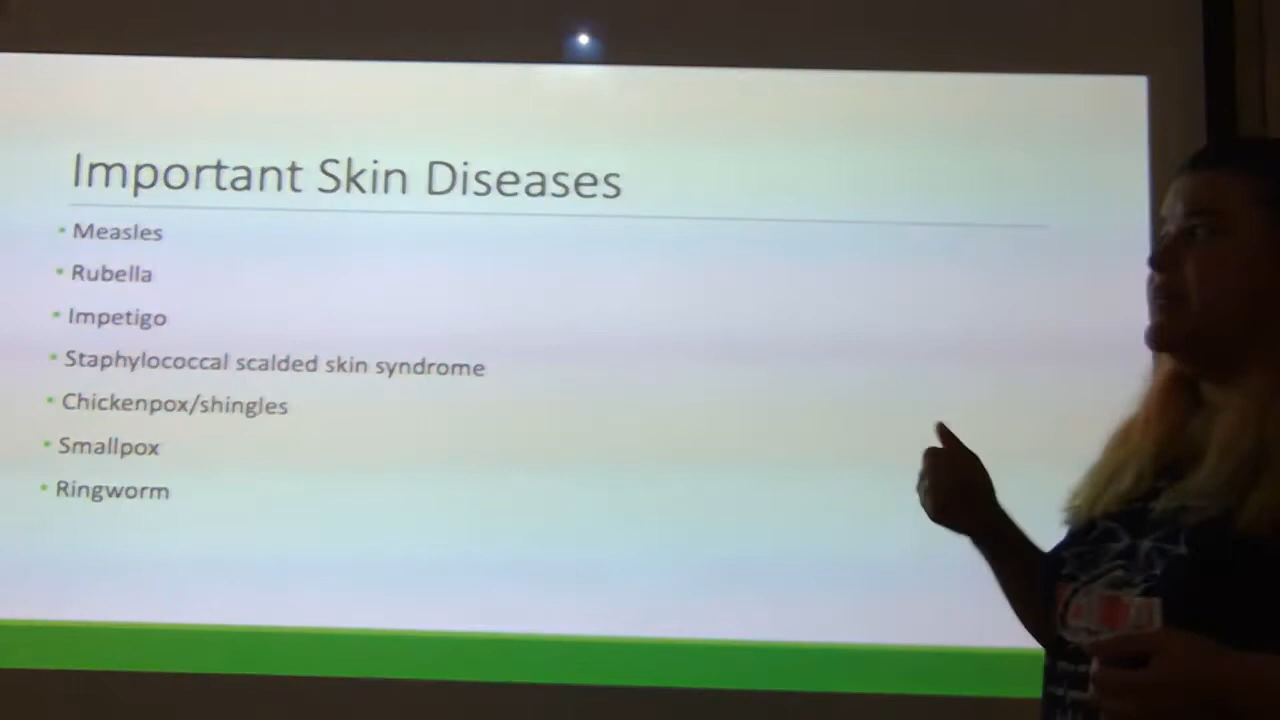 Important Skin Diseases
• Measles
• Rubella
• Impetigo
• Staphylococcal scalded skin syndrome
• Chickenpox/shingles
• Smallpox
• Ringworm